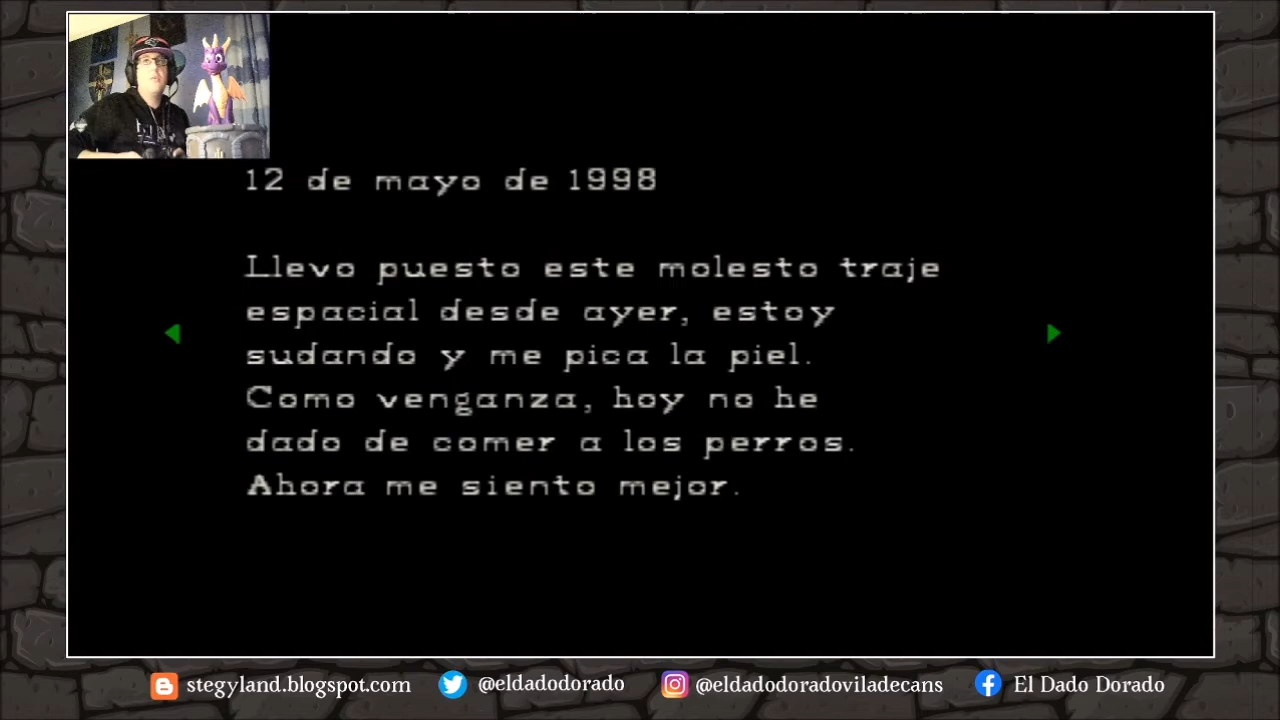 12 de mayo de 1998
Llevo puesto este molesto traje
espacial desde ayer, estoy
sudando y me pica la piel.
Como venganza, hoy no he
dado de comer a los perros.
Ahora me siento mejor.
stegyland.blogspot.com @eldadodorado @eldadodoradoviladecans El Dado Dorado